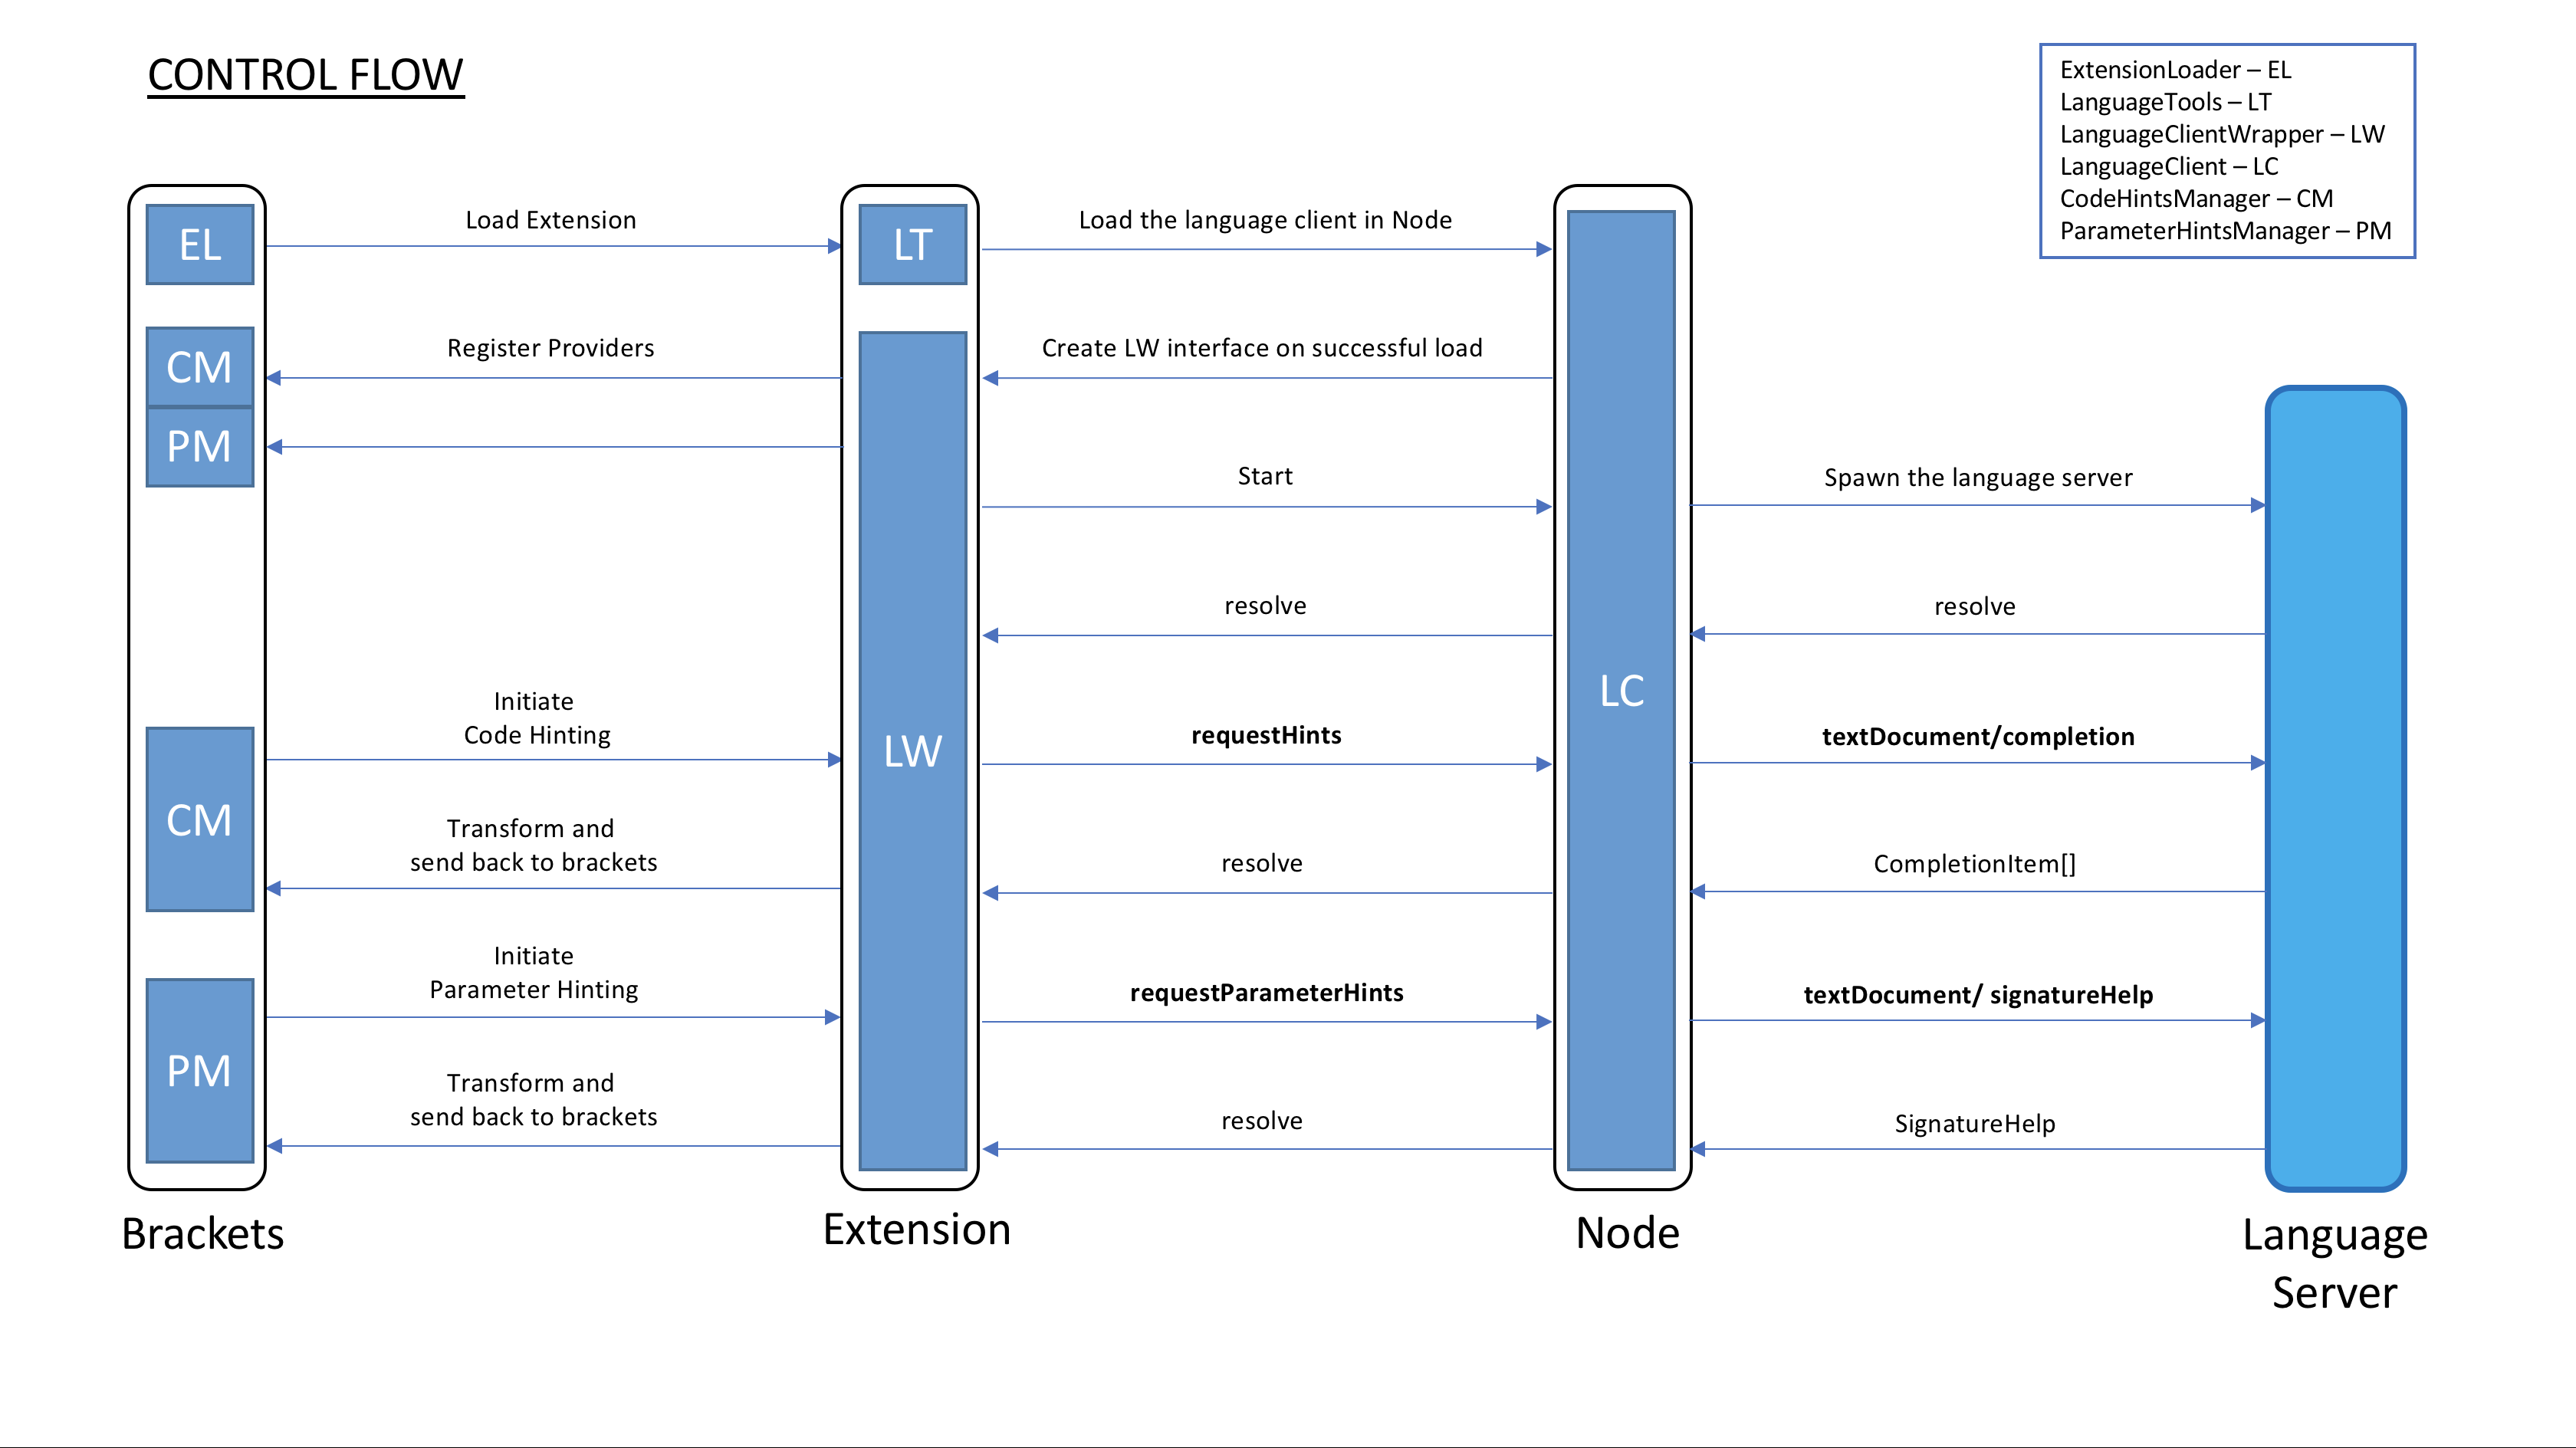 CONTROL FLOW
ExtensionLoader – EL
LanguageTools – LT
LanguageClientWrapper – LW
LanguageClient – LC
CodeHintsManager – CM
ParameterHintsManager – PM
EL
Load Extension
LT
Load the language client in Node
CM
Register Providers
Create LW interface on successful load
PM
Start
Spawn the language server
resolve
resolve
LC
Initiate
Code Hinting
LW
requestHints
textDocument/completion
CM
Transform and
send back to brackets
resolve
CompletionItem[]
Initiate
Parameter Hinting
requestParameterHints
textDocument/ signatureHelp
PM
Transform and
send back to brackets
resolve
SignatureHelp
Brackets
Extension
Node
Language
Server